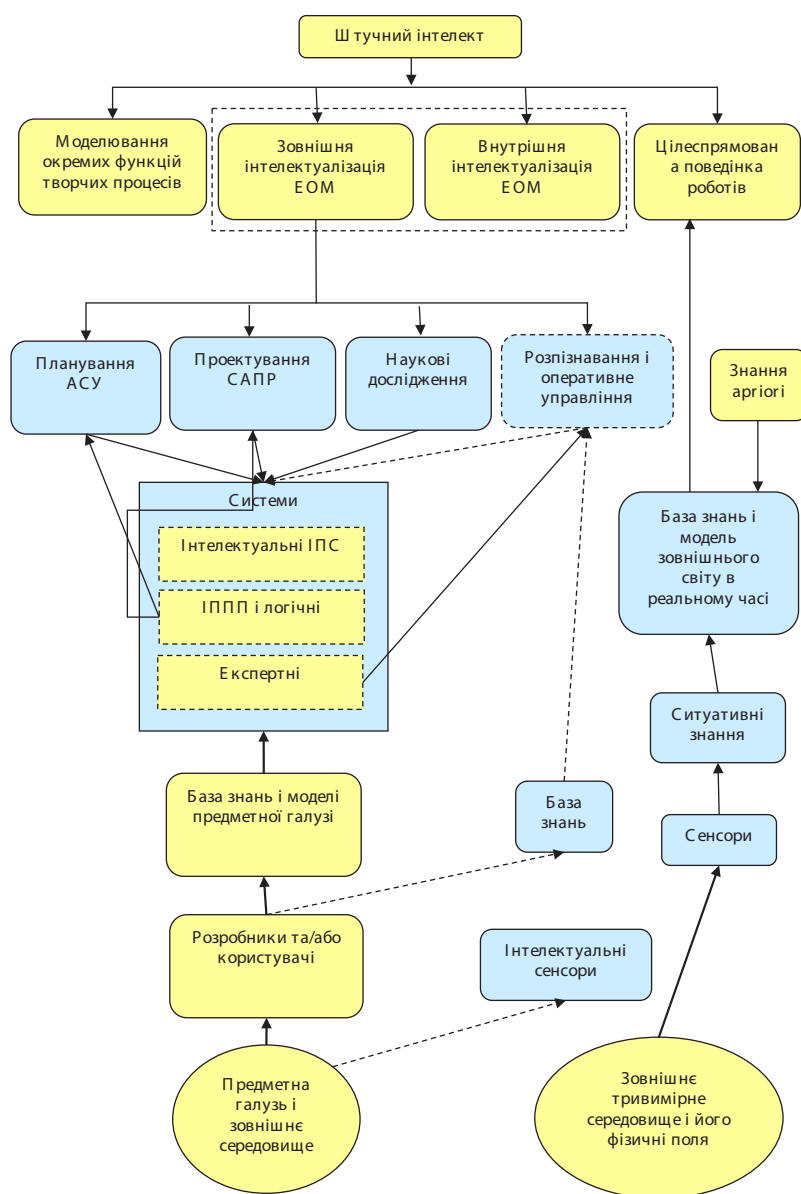 Ш тучний інтелект
Моделювання
окремих функцій
творчих процесів
Зовнішня
інтелектуалізація
ЕОМ
Внутрішня
інтелектуалізація
ЕОМ
Цілеспрямован
а поведінка
роботів
Планування
АСУ
Проектування
САПР
Наукові
дослідження
Розпізнавання і
оперативне
управління
Знання
apriori
Системи
Інтелектуальні ІПС
ІППП і логічні
Експертні
База знань і
модель
зовнішнього
світу в
реальному часі
Ситуативні
знання
База знань і моделі
предметної галузі
База
знань
Сенсори
Розробники та/або
користувачі
Інтелектуальні
сенсори
Предметна
галузь і
зовнішнє
середовище
Зовнішнє
тривимірне
середовище і його
фізичні поля